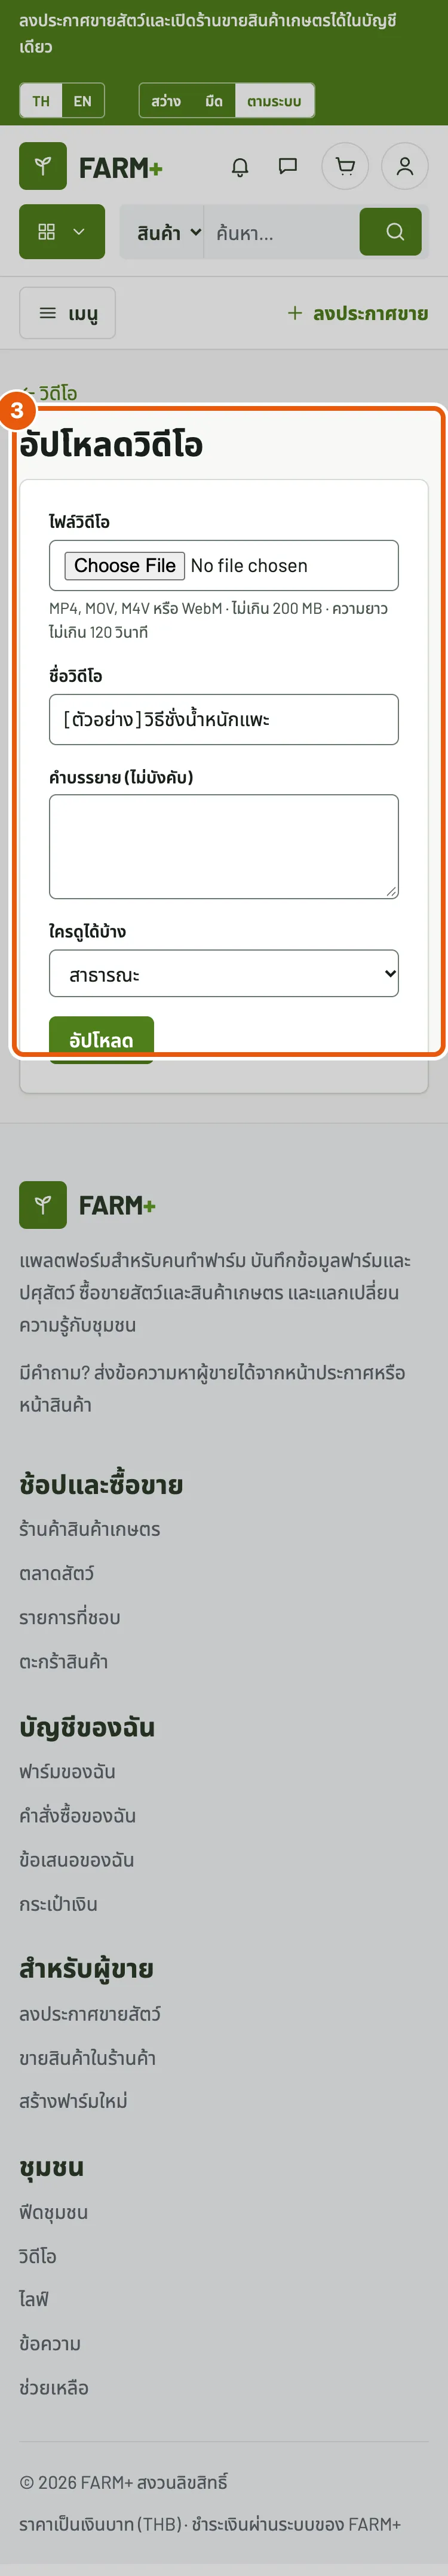 ลงประกาศขายสัตว์และเปิดร้านขายสินค้าเกษตรได้ในบัญชี
เดียว
TH EN สว่าง มืด ตามระบบ
FARM+
สินค้า ค้นหา...
เมนู + ลงประกาศขาย
← วิดีโอ
3
อัปโหลดวิดีโอ
ไฟล์วิดีโอ
Choose File No file chosen
MP4, MOV, M4V หรือ WebM · ไม่เกิน 200 MB · ความยาว
ไม่เกิน 120 วินาที
ชื่อวิดีโอ
[ตัวอย่าง] วิธีชั่งน้ำหนักแพะ
คำบรรยาย (ไม่บังคับ)
ใครดูได้บ้าง
สาธารณะ
อัปโหลด
FARM+
แพลตฟอร์มสำหรับคนทำฟาร์ม บันทึกข้อมูลฟาร์มและ
ปศุสัตว์ ซื้อขายสัตว์และสินค้าเกษตร และแลกเปลี่ยน
ความรู้กับชุมชน
มีคำถาม? ส่งข้อความหาผู้ขายได้จากหน้าประกาศหรือ
หน้าสินค้า
ช้อปและซื้อขาย
ร้านค้าสินค้าเกษตร
ตลาดสัตว์
รายการที่ชอบ
ตะกร้าสินค้า
บัญชีของฉัน
ฟาร์มของฉัน
คำสั่งซื้อของฉัน
ข้อเสนอของฉัน
กระเป๋าเงิน
สำหรับผู้ขาย
ลงประกาศขายสัตว์
ขายสินค้าในร้านค้า
สร้างฟาร์มใหม่
ชุมชน
ฟีดชุมชน
วิดีโอ
ไลฟ์
ข้อความ
ช่วยเหลือ
© 2026 FARM+ สงวนลิขสิทธิ์
ราคาเป็นเงินบาท (THB) · ชำระเงินผ่านระบบของ FARM+